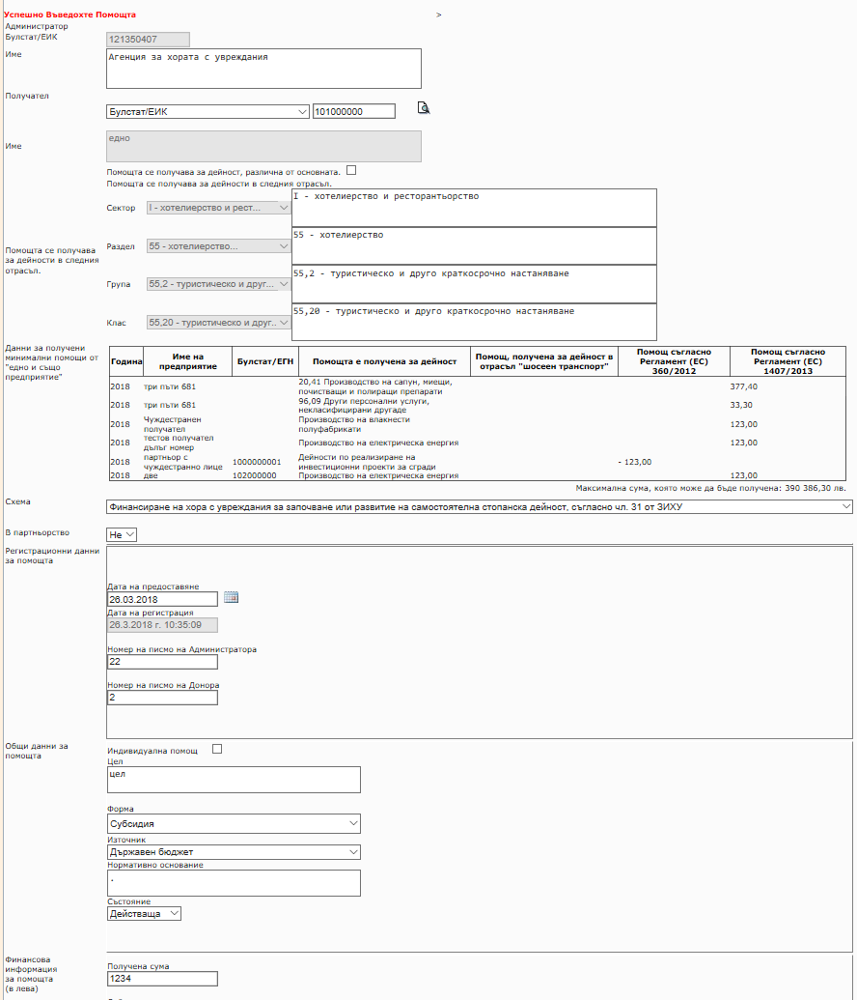 Успешно Въведохте Помощта
>
Администратор
Булстат/ЕИК
121350407
Име
Агенция за хората с увреждания
Получател
Булстат/ЕИК
101000000
Име
едно
Помощта се получава за дейност, различна от основната.
Помощта се получава за дейности в следния отрасъл.
Помощта се получава
за дейности в следния
отрасъл.
Сектор
I - хотелиерство и рест...
I - хотелиерство и ресторантьорство
Раздел
55 - хотелиерство...
55 - хотелиерство
Група
55,2 - туристическо и друг...
55,2 - туристическо и друго краткосрочно настаняване
Клас
55,20 - туристическо и друг..
55,20 - туристическо и друго краткосрочно настаняване
Данни за получени
минимални помощи от
"едно и също
предприятие"
Година
Име на
предприятие
Булстат/ЕГН
Помощта е получена за дейност
Помощ, получена за дейност в
отрасъл "шосеен транспорт"
Помощ съгласно
Регламент (ЕС)
360/2012
Помощ съгласно
Регламент (ЕС)
1407/2013
2018 три пъти 681 20,41 Производство на сапун, миещи,
почистващи и полиращи препарати 377,40
2018 три пъти 681 96,09 Други персонални услуги,
некласифицирани другаде 33,30
2018 Чуждестранен
получател
Производство на влакнести
полуфабрикати 123,00
2018 тестов получател
дълъг номер
Производство на електрическа енергия 123,00
2018 партньор с
чуждестранно лице
1000000001 Дейности по реализиране на
инвестиционни проекти за сгради - 123,00
2018 две 102000000 Производство на електрическа енергия 123,00
Максимална сума, която може да бъде получена: 390 386,30 лв.
Схема
Финансиране на хора с увреждания за започване или развитие на самостоятелна стопанска дейност, съгласно чл. 31 от ЗИХУ
В партньорство
Не
Регистрационни данни
за помощта
Дата на предоставяне
26.03.2018
Дата на регистрация
26.3.2018 г. 10:35:09
Номер на писмо на Администратора
22
Номер на писмо на Донора
2
Общи данни за
помощта
Индивидуална помощ
Цел
цел
Форма
Субсидия
Източник
Държавен бюджет
Нормативно основание
.
Състояние
Действаща
Финансова
информация
за помощта
(в лева)
Получена сума
1234